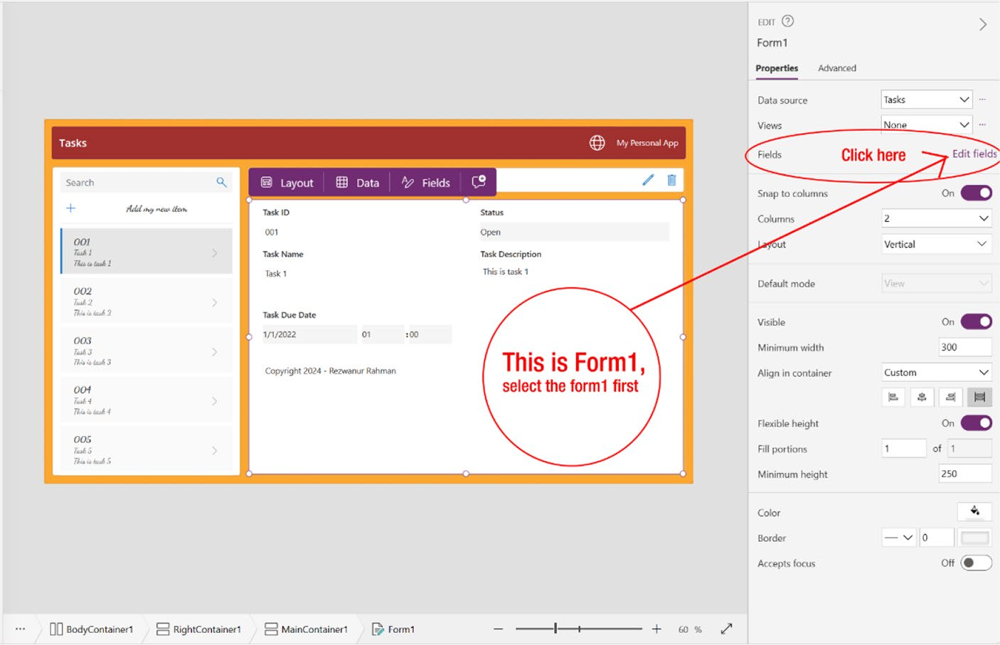 EDIT
Form1
Properties Advanced
Data source Tasks
Views None
Fields Click here Edit fields
Snap to columns On
Columns 2
Layout Vertical
Default mode View
Visible On
Minimum width 300
Align in container Custom
Flexible height On
Fill portions 1 of 1
Minimum height 250
Color
Border 0
Accepts focus Off
Tasks My Personal App
Search
Add my new item
001
Task 1
This is task 1
002
Task 2
This is task 2
003
Task 3
This is task 3
004
Task 4
This is task 4
005
Task 5
This is task 5
Layout Data Fields
Task ID Status
001 Open
Task Name Task Description
Task 1 This is task 1
Task Due Date
1/1/2022 01 :00
Copyright 2024 - Rezwanur Rahman
This is Form1,
select the form1 first
... BodyContainer1 RightContainer1 MainContainer1 Form1 60 %